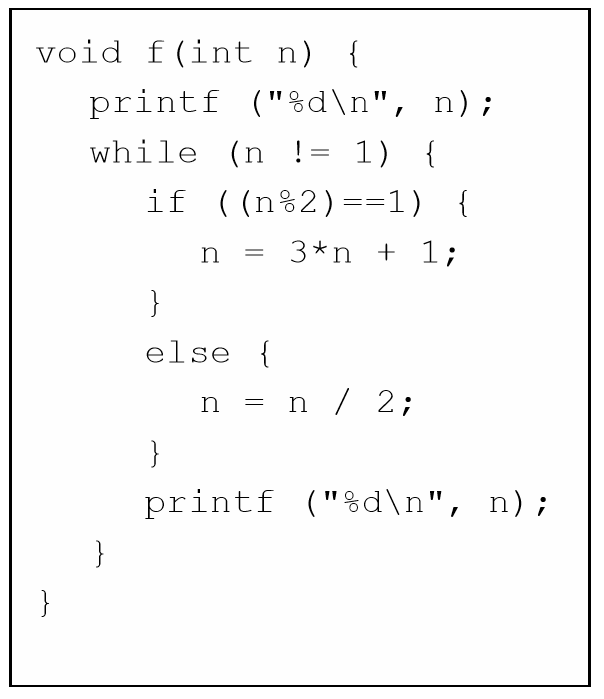 void f(int n) {
printf ("%d\n", n);
while (n != 1) {
if ((n%2)==1) {
n = 3*n + 1;
}
else {
n = n / 2;
}
printf ("%d\n", n);
}
}